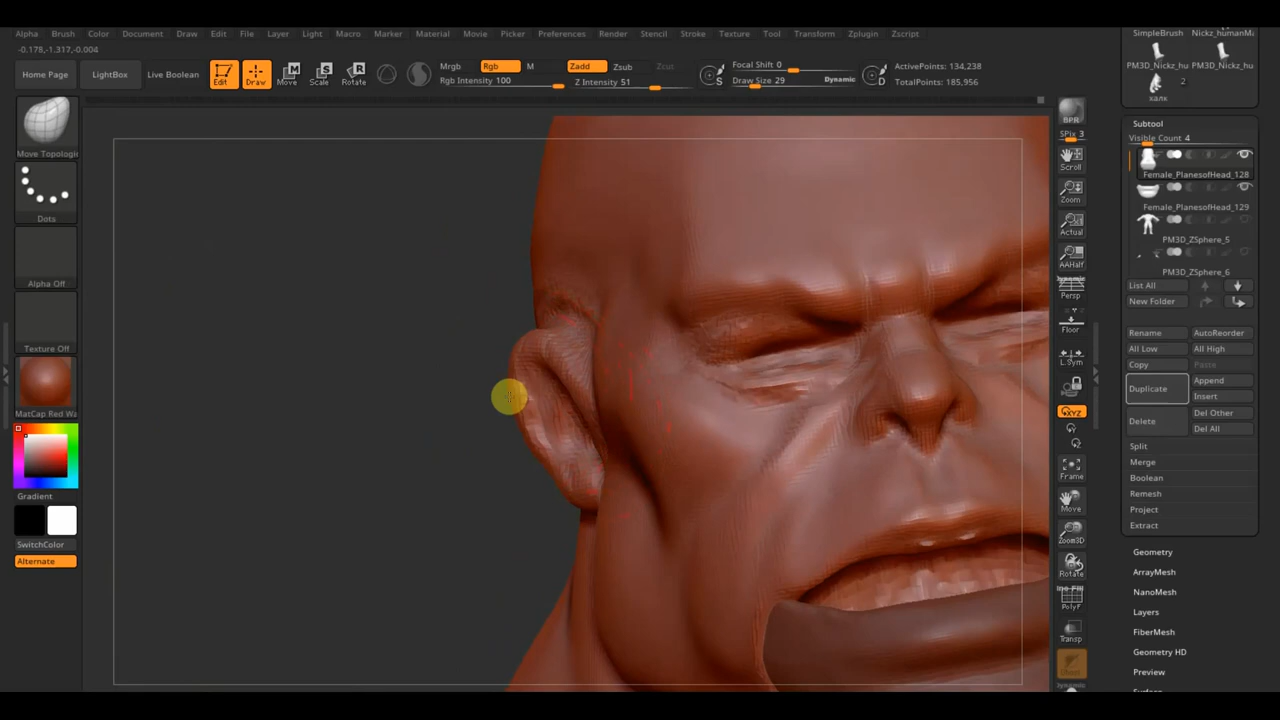 Alpha Brush Color Document Draw Edit File Layer Light Macro Marker Material Movie Picker Preferences Render Stencil Stroke Texture Tool Transform Zplugin Zscript
-0.178,-1.317,-0.004
Home Page LightBox Live Boolean Edit Draw Move Scale Rotate
Mrgb Rgb M Zadd Zsub Zcut
Rgb Intensity 100 Z Intensity 51
Focal Shift 0
Draw Size 29 Dynamic
S D
ActivePoints: 134,238
TotalPoints: 185,956
Move Topologi
Dots
Alpha Off
Texture Off
MatCap Red Wa
Gradient
SwitchColor
Alternate
BPR
SPix 3
Scroll
Zoom
Actual
AAHalf
Dynamic
Persp
Floor
L.Sym
XYZ
Frame
Move
Zoom3D
Rotate
Line Fill
PolyF
Transp
Dynamic
SimpleBrush Nickz_humanMa
PM3D_Nickz_hu PM3D_Nickz_hu
2
калк
Subtool
Visible Count 4
Female_PlanesofHead_128
Female_PlanesofHead_129
PM3D_ZSphere_5
PM3D_ZSphere_6
List All
New Folder
Rename AutoReorder
All Low All High
Copy Paste
Duplicate Append
Insert
Delete Del Other
Del All
Split
Merge
Boolean
Remesh
Project
Extract
Geometry
ArrayMesh
NanoMesh
Layers
FiberMesh
Geometry HD
Preview